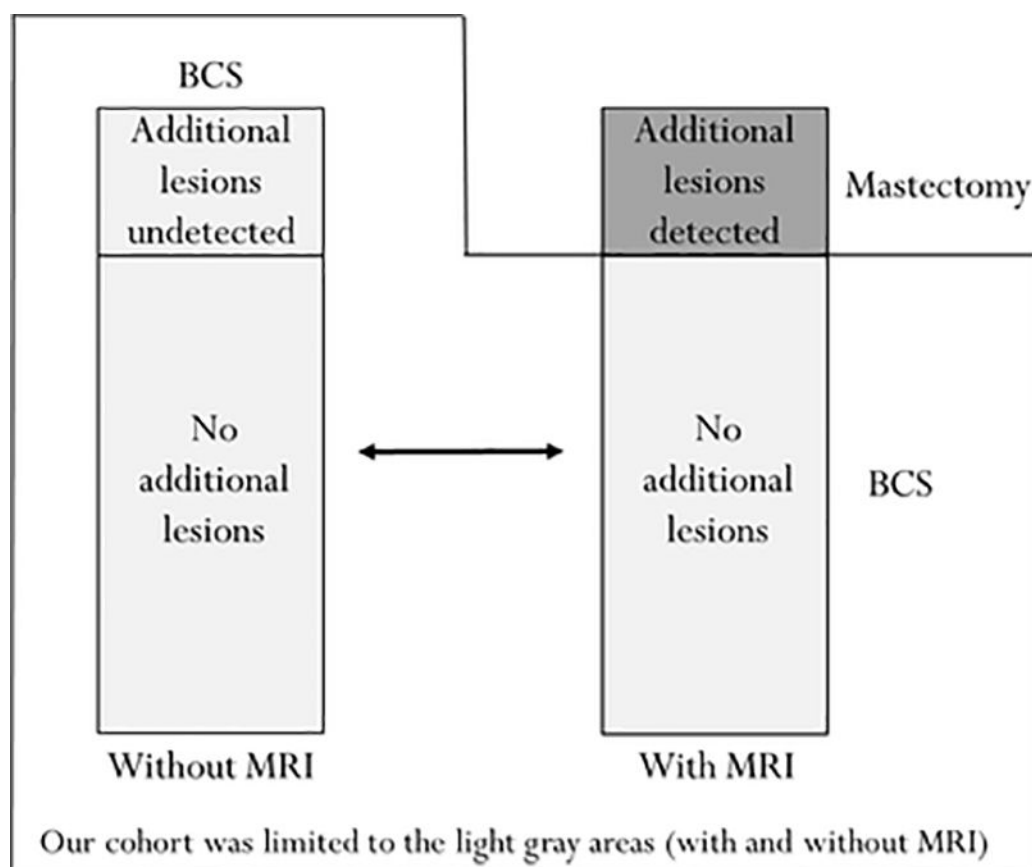 BCS
Additional
lesions
undetected
Additional
lesions
detected
Mastectomy
No
additional
lesions
No
additional
lesions
BCS
Without MRI
With MRI
Our cohort was limited to the light gray areas (with and without MRI)